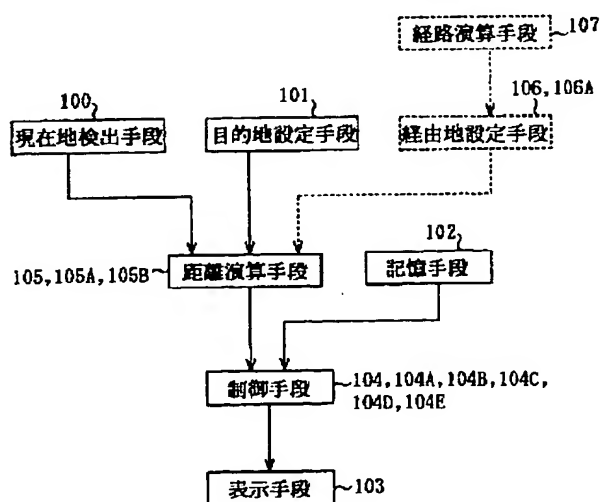 経路演算手段
107
100
101
106,106A
現在地検出手段
目的地設定手段
経由地設定手段
102
105,105A,105B
距離演算手段
記憶手段
制御手段
104,104A,104B,104C,
104D,104E
表示手段
103